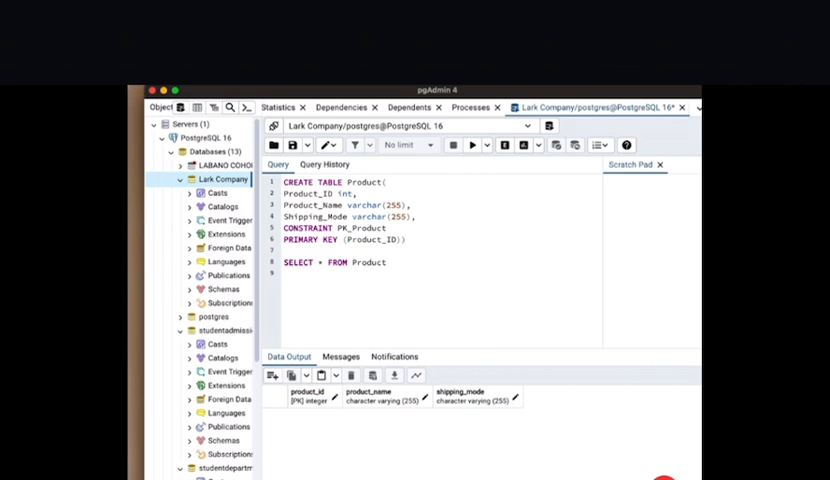 pgAdmin 4
Object
Statistics
Dependencies
Dependents
Processes
Lark Company/postgres@PostgreSQL 16*
Servers (1)
PostgreSQL 16
Databases (13)
LABANO COHO
Lark Company
Casts
Catalogs
Event Trigger
Extensions
Foreign Data
Languages
Publications
Schemas
Subscriptions
postgres
studentadmissi
Casts
Catalogs
Event Trigger
Extensions
Foreign Data
Languages
Publications
Schemas
Subscriptions
studentdepartm
Lark Company/postgres@PostgreSQL 16
No limit
Query
Query History
Scratch Pad
1 CREATE TABLE Product(
2 Product_ID int,
3 Product_Name varchar(255),
4 Shipping_Mode varchar(255),
5 CONSTRAINT PK_Product
6 PRIMARY KEY (Product_ID))
7
8 SELECT * FROM Product
9
Data Output
Messages
Notifications
product_id
[PK] integer
product_name
character varying (255)
shipping_mode
character varying (255)